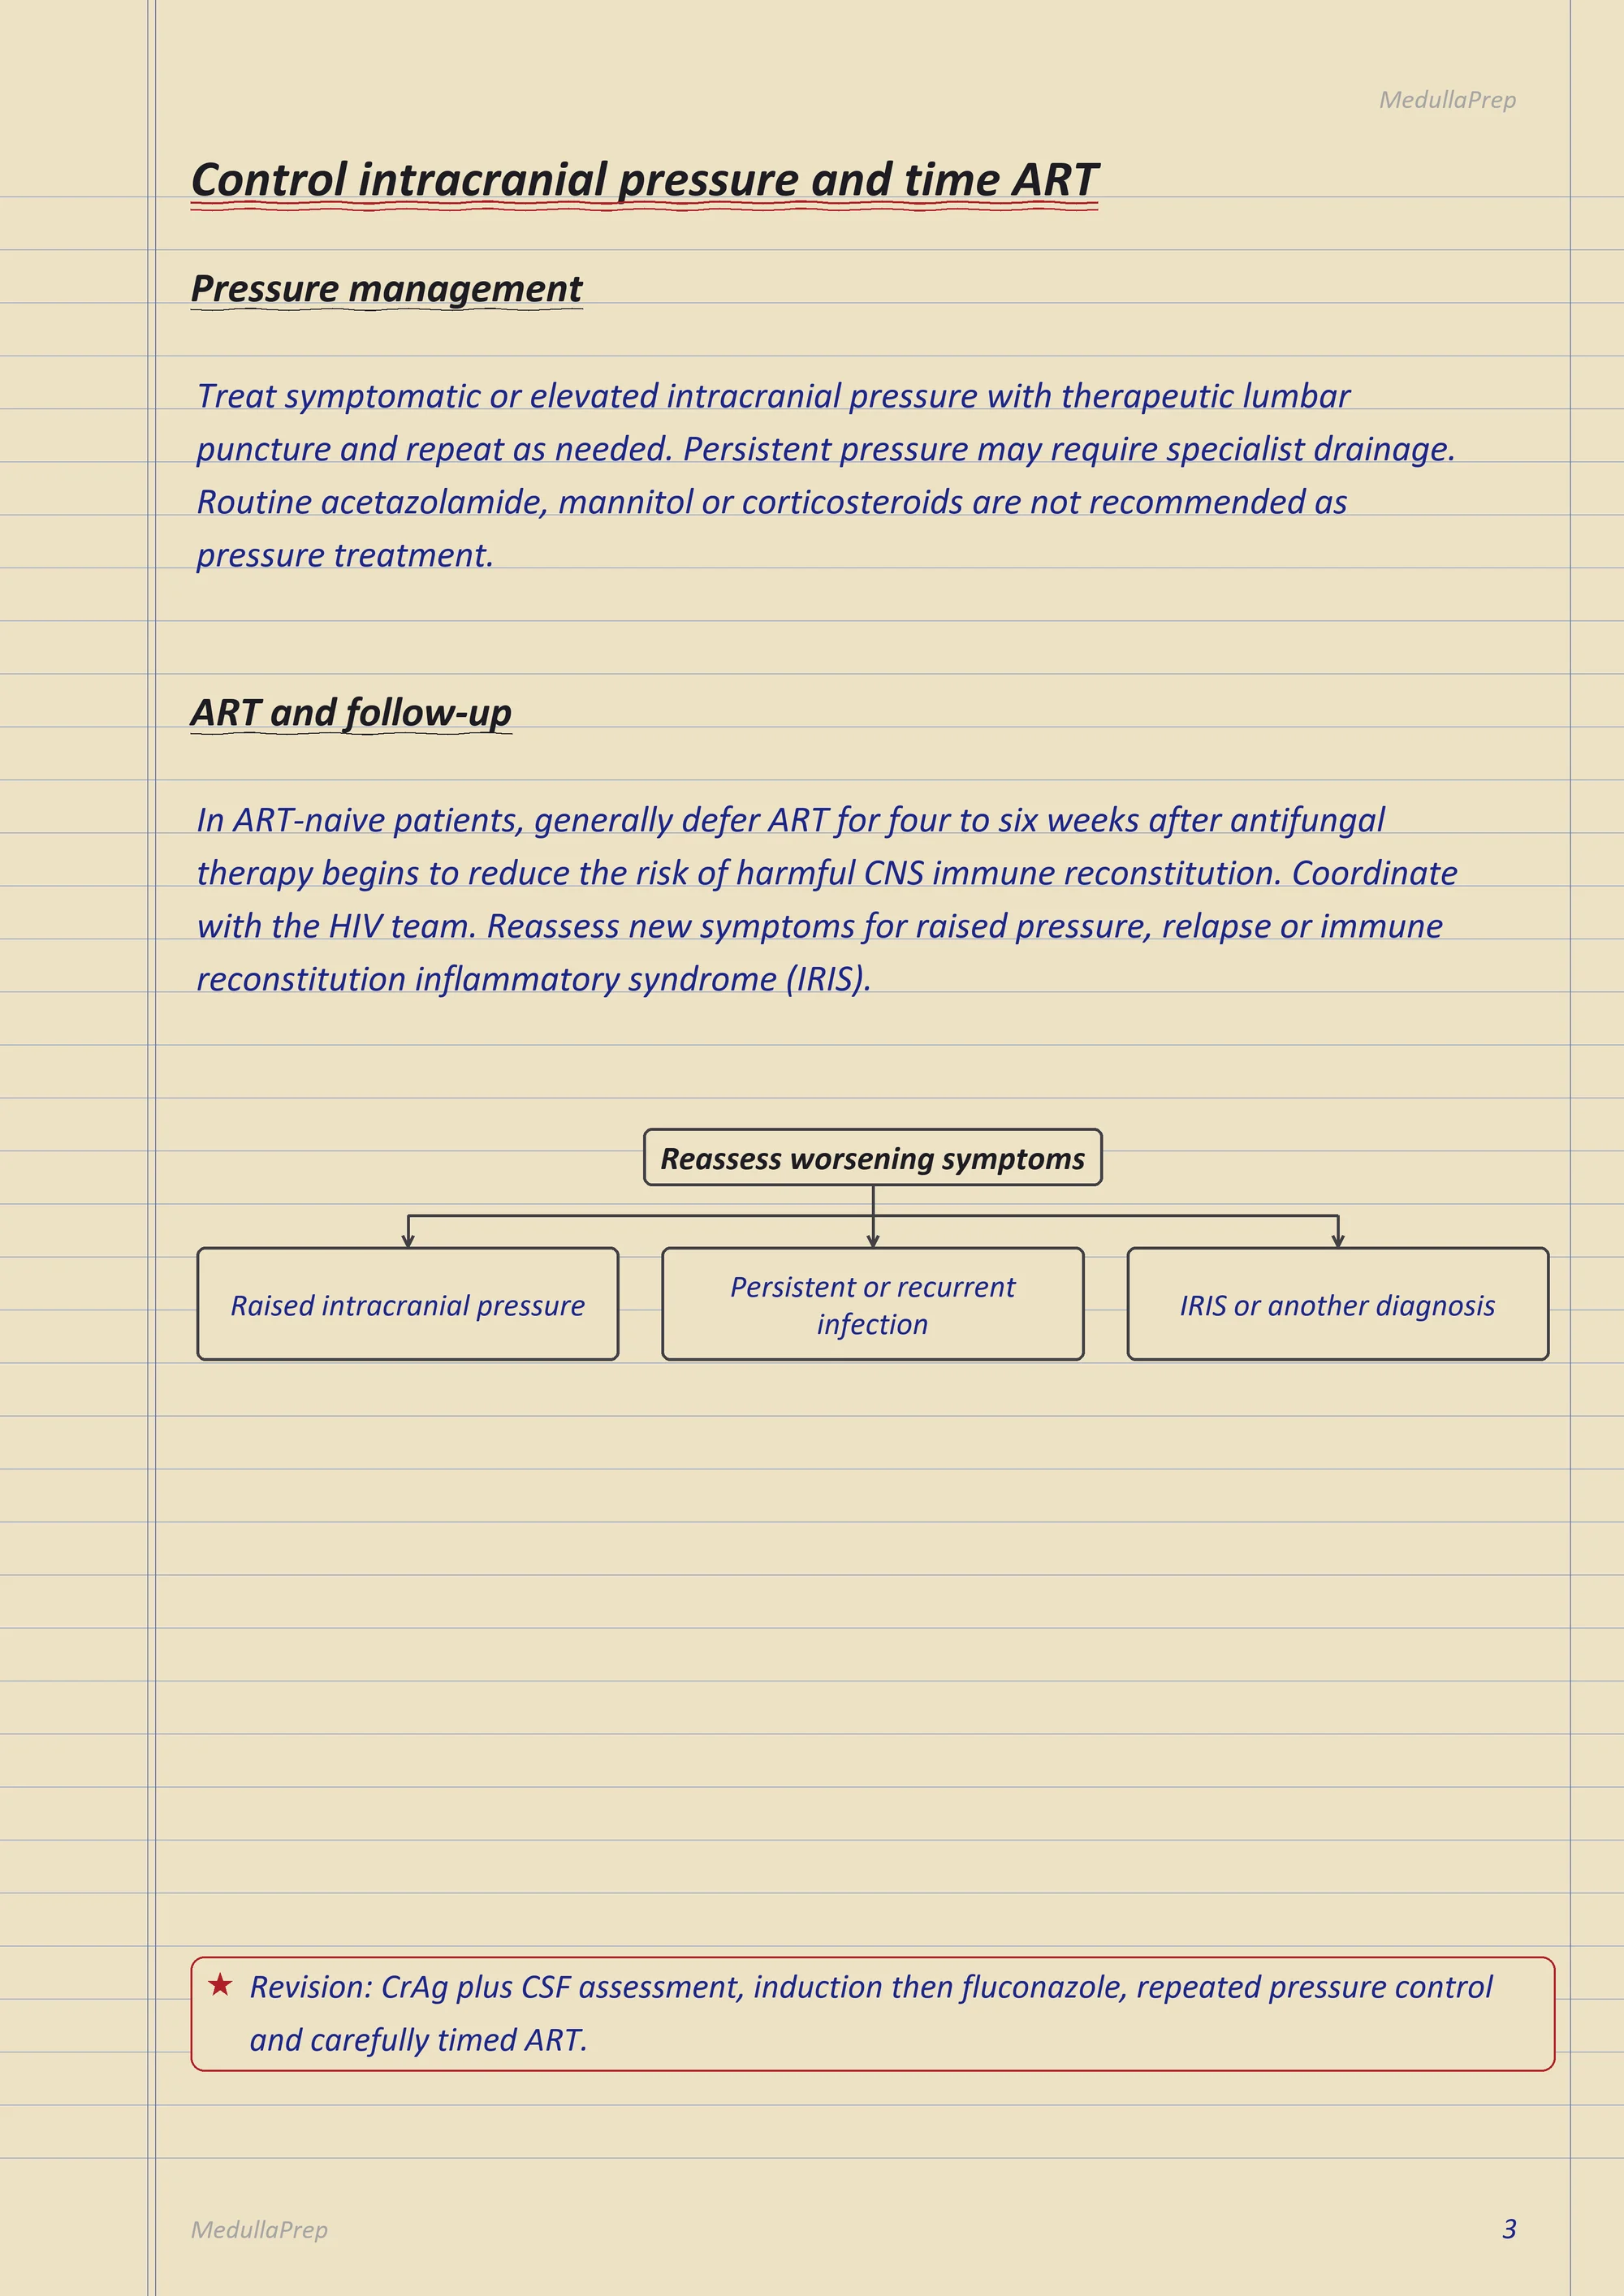 MedullaPrep
Control intracranial pressure and time ART
Pressure management
Treat symptomatic or elevated intracranial pressure with therapeutic lumbar
puncture and repeat as needed. Persistent pressure may require specialist drainage.
Routine acetazolamide, mannitol or corticosteroids are not recommended as
pressure treatment.
ART and follow-up
In ART-naive patients, generally defer ART for four to six weeks after antifungal
therapy begins to reduce the risk of harmful CNS immune reconstitution. Coordinate
with the HIV team. Reassess new symptoms for raised pressure, relapse or immune
reconstitution inflammatory syndrome (IRIS).
Reassess worsening symptoms
Raised intracranial pressure
Persistent or recurrent
infection
IRIS or another diagnosis
★ Revision: CrAg plus CSF assessment, induction then fluconazole, repeated pressure control
and carefully timed ART.
MedullaPrep
3